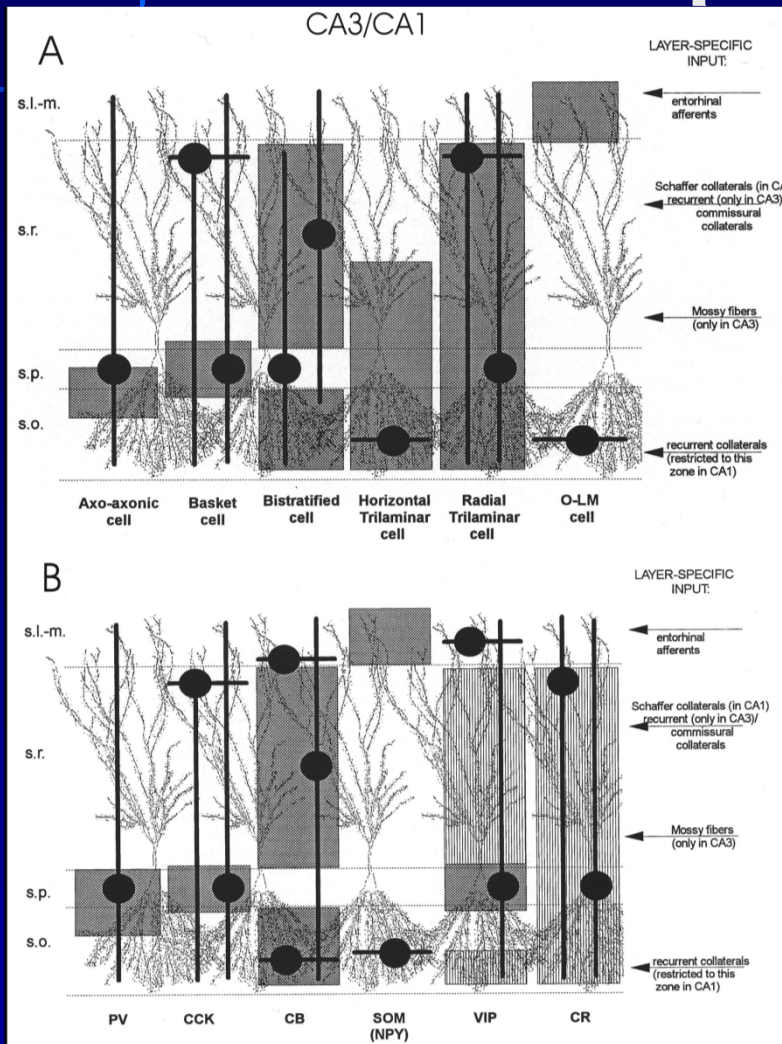 CA3/CA1
A
LAYER-SPECIFIC
INPUT:
s.l.-m.
entorhinal
afferents
Schaffer collaterals (in CA
recurrent (only in CA3)
commissural
collaterals
s.r.
Mossy fibers
(only in CA3)
s.p.
s.o.
recurrent collaterals
(restricted to this
zone in CA1)
Axo-axonic
cell
Basket
cell
Bistratified
cell
Horizontal
Trilaminar
cell
Radial
Trilaminar
cell
O-LM
cell
B
LAYER-SPECIFIC
INPUT:
s.l.-m.
entorhinal
afferents
Schaffer collaterals (in CA1)
recurrent (only in CA3)/
commissural
collaterals
s.r.
Mossy fibers
(only in CA3)
s.p.
s.o.
recurrent collaterals
(restricted to this
zone in CA1)
PV
CCK
CB
SOM
(NPY)
VIP
CR